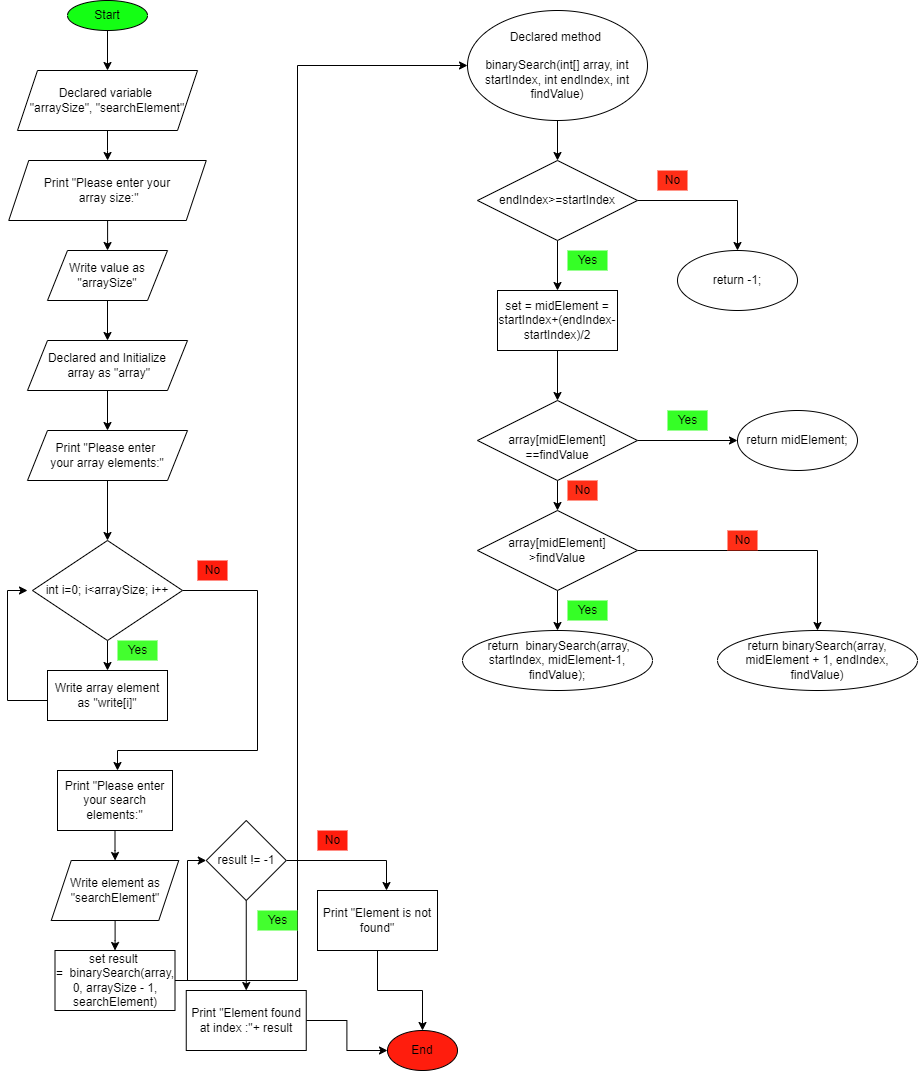 Start
Declared variable
"arraySize", "searchElement"
Print "Please enter your
array size:"
Write value as
"arraySize"
Declared and Initialize
array as "array"
Print "Please enter
your array elements:"
int i=0; i<arraySize; i++
No
Yes
Write array element
as "write[i]"
Print "Please enter
your search
elements:"
Write element as
"searchElement"
set result
= binarySearch(array,
0, arraySize - 1,
searchElement)
result != -1
No
Yes
Print "Element is not
found"
Print "Element found
at index :"+ result
End
Declared method
binarySearch(int[] array, int
startIndex, int endIndex, int
findValue)
endIndex>=startIndex
No
Yes
return -1;
set = midElement =
startIndex+(endIndex-
startIndex)/2
array[midElement]
==findValue
Yes
return midElement;
No
array[midElement]
>findValue
No
Yes
return  binarySearch(array,
startIndex, midElement-1,
findValue);
return binarySearch(array,
midElement + 1, endIndex,
findValue)